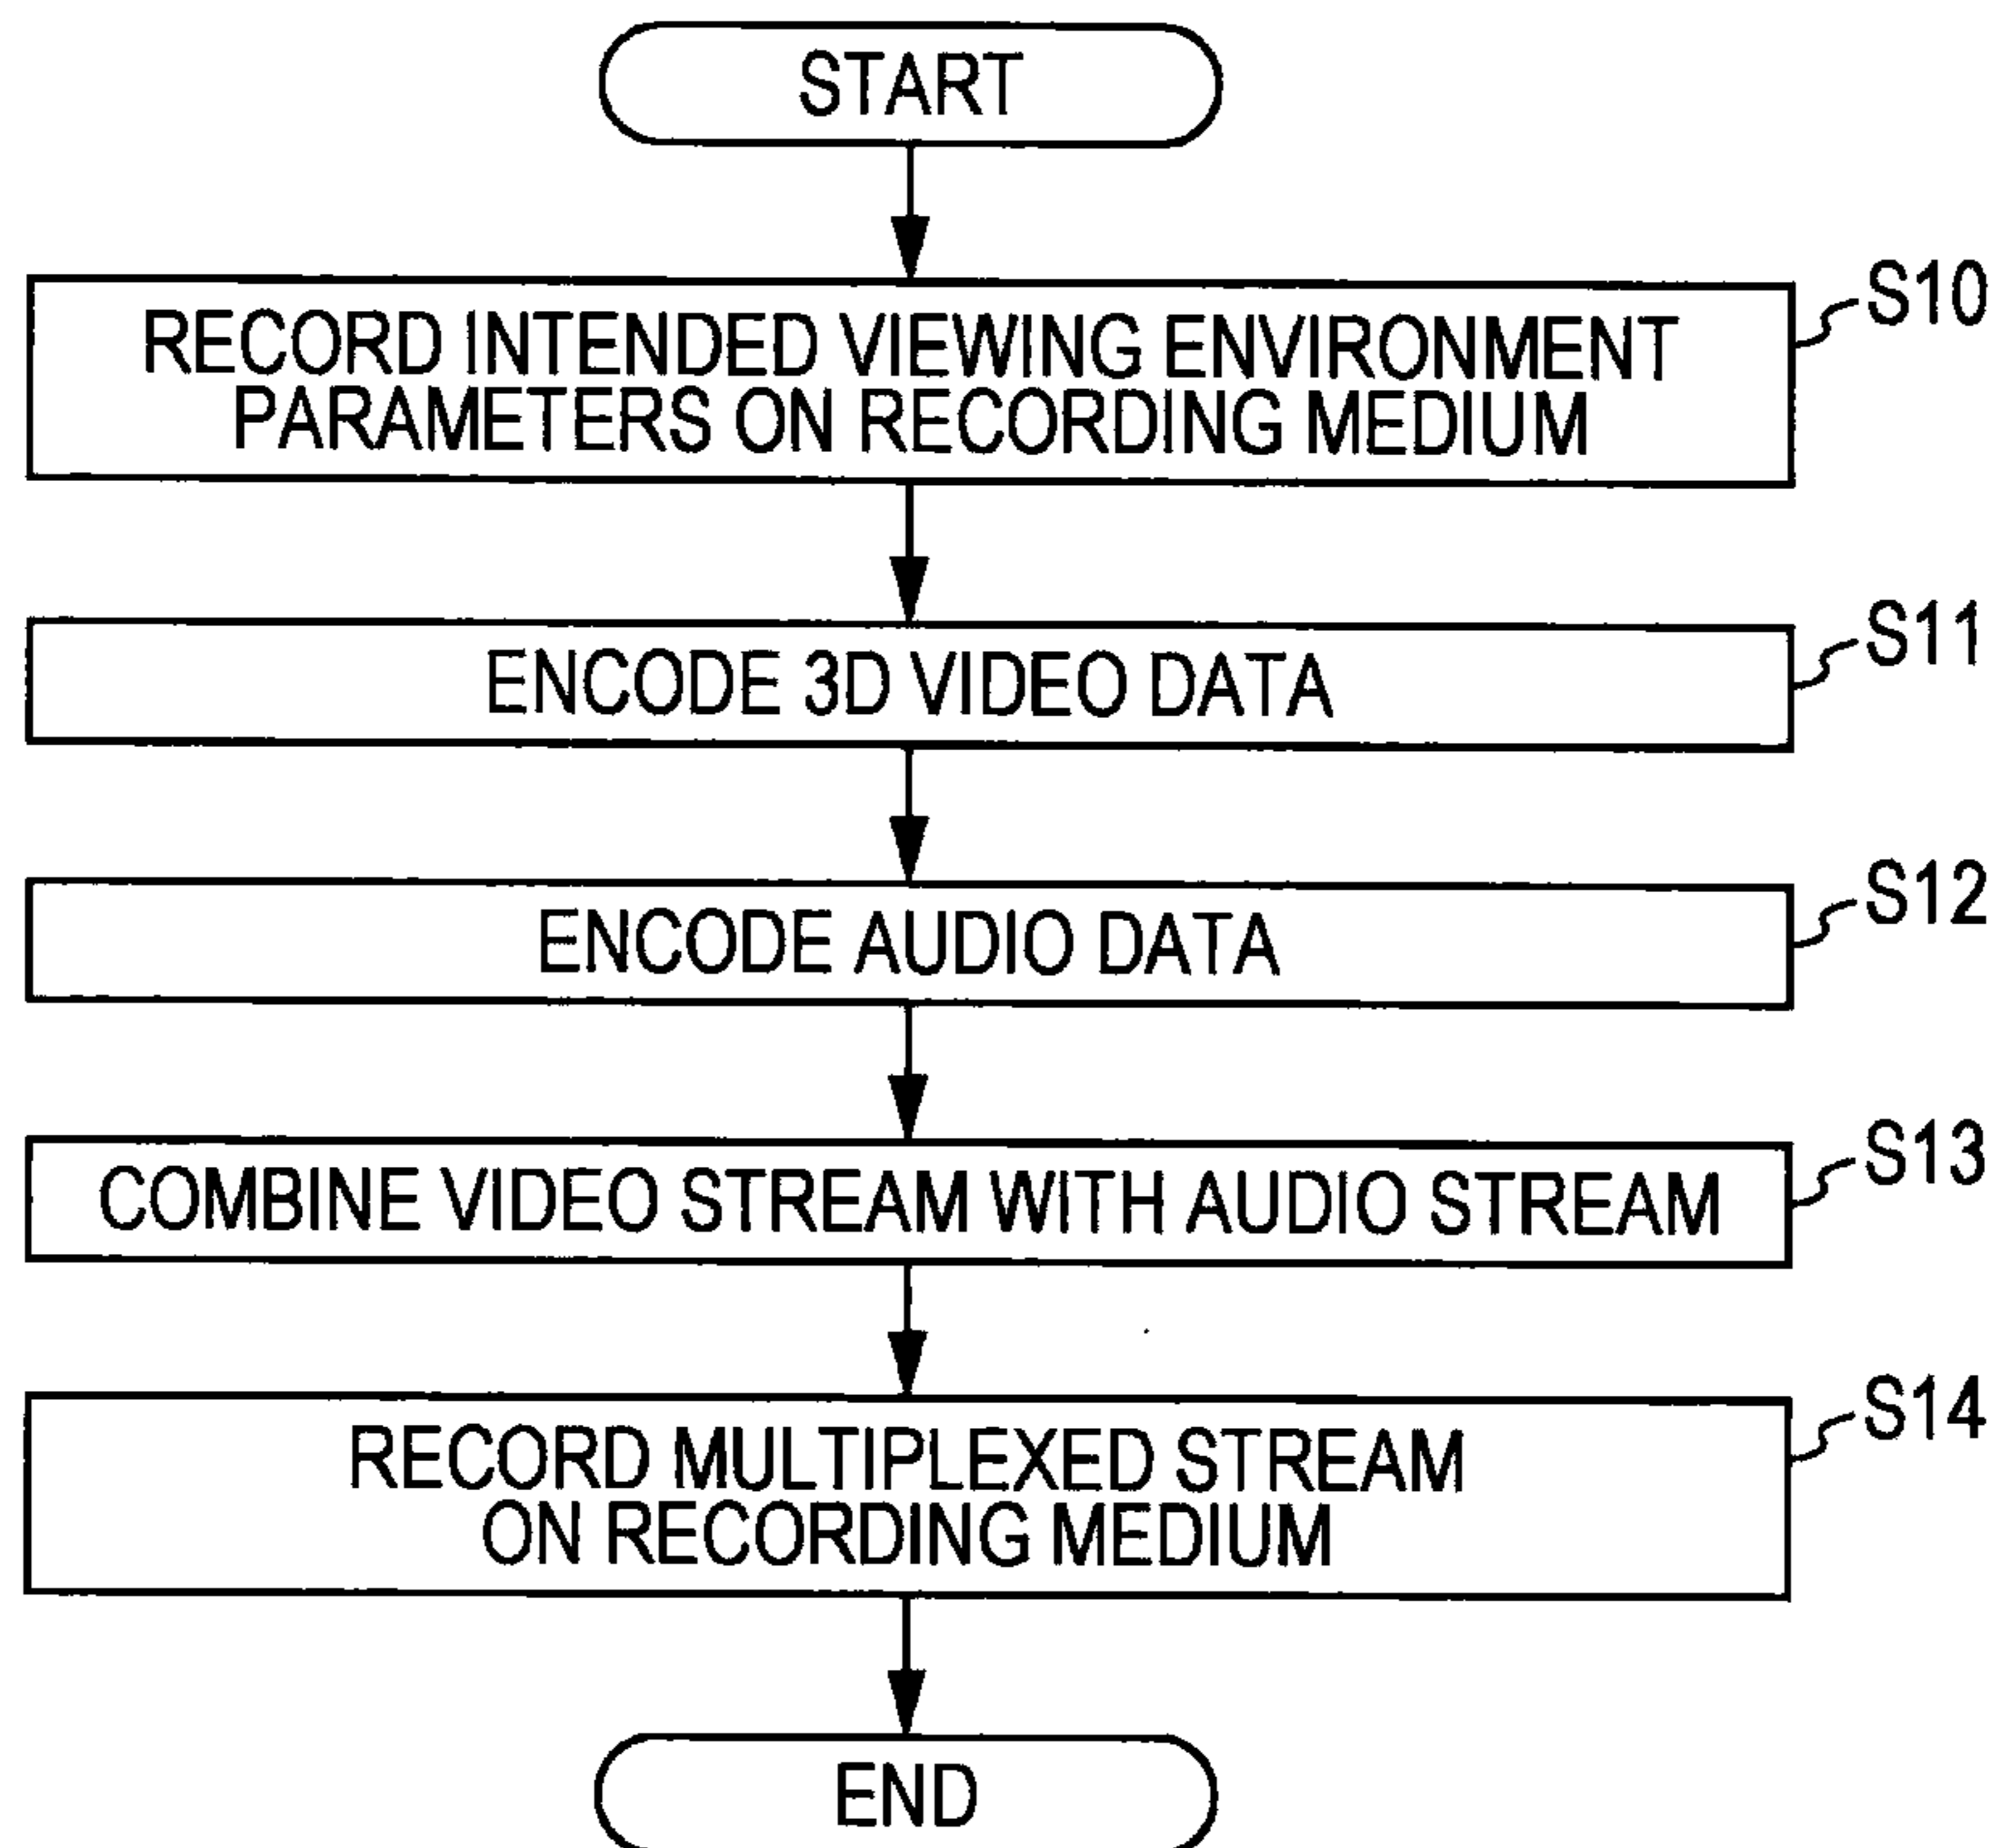 START
S10
RECORD INTENDED VIEWING ENVIRONMENT
PARAMETERS ON RECORDING MEDIUM
S11
ENCODE 3D VIDEO DATA
S12
ENCODE AUDIO DATA
S13
COMBINE VIDEO STREAM WITH AUDIO STREAM
S14
RECORD MULTIPLEXED STREAM
ON RECORDING MEDIUM
END